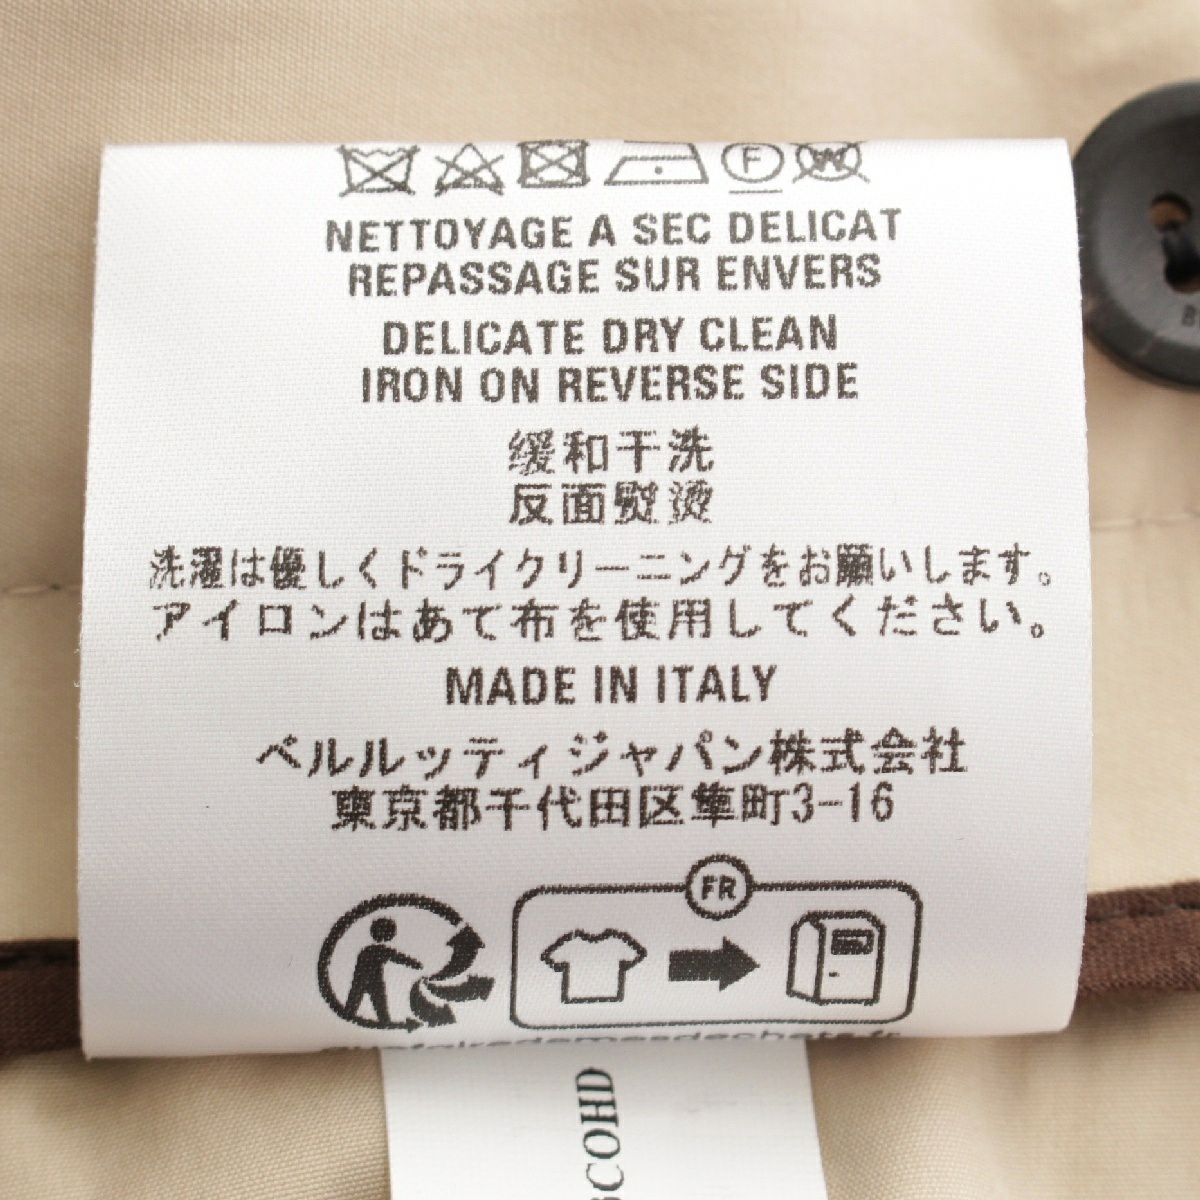 F W
NETTOYAGE A SEC DELICAT
REPASSAGE SUR ENVERS
DELICATE DRY CLEAN
IRON ON REVERSE SIDE
缓和干洗
反面熨烫
洗濯は優しくドライクリーニングをお願いします。
アイロンはあて布を使用してください。
MADE IN ITALY
ベルルッティジャパン株式会社
東京都千代田区隼町3-16
FR
quefairedemesdechets.fr
BCOHD
B